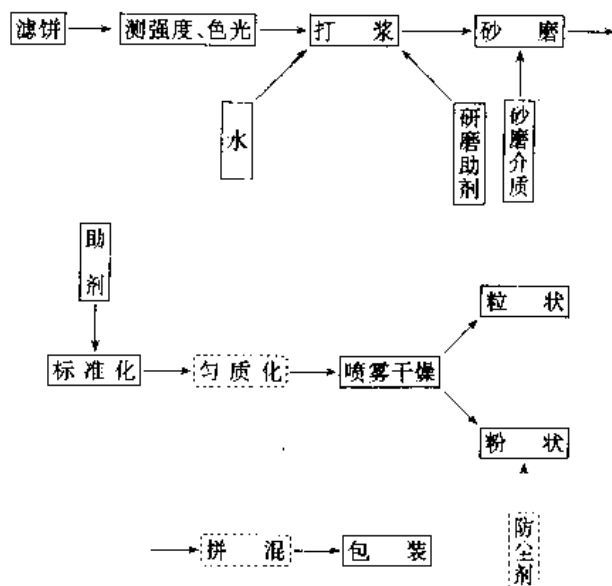 滤饼
测强度、色光
打浆
砂磨
水
研磨助剂
砂磨介质
助剂
粒状
标准化
匀质化
喷雾干燥
粉状
拼混
包装
防尘剂